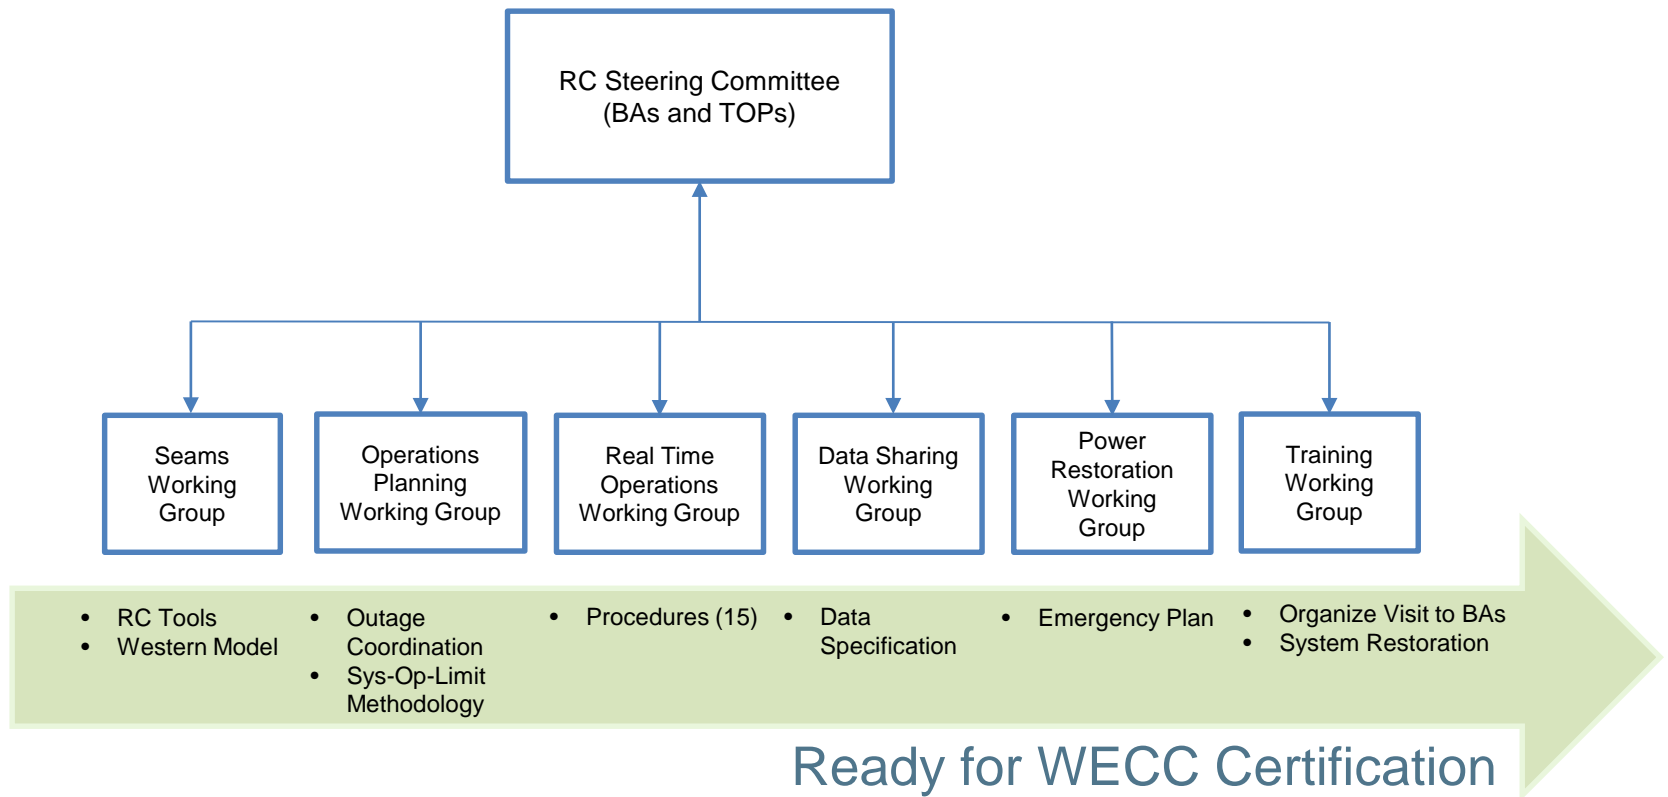 RC Steering Committee
(BAs and TOPs)
Seams
Working
Group
Operations
Planning
Working Group
Real Time
Operations
Working Group
Data Sharing
Working
Group
Power
Restoration
Working
Group
Training
Working
Group
• RC Tools
• Western Model
• Outage
Coordination
• Sys-Op-Limit
Methodology
• Procedures (15)
• Data
Specification
• Emergency Plan
• Organize Visit to BAs
• System Restoration
Ready for WECC Certification